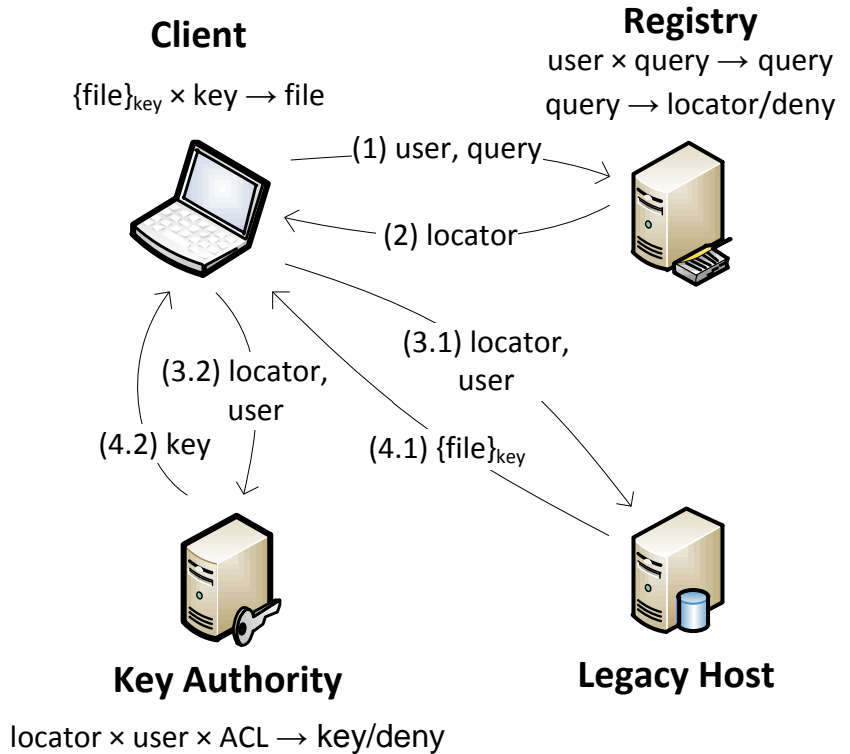 Client
{file}key × key → file
Registry
user × query → query
query → locator/deny
(1) user, query
(2) locator
(3.1) locator,
user
(3.2) locator,
user
(4.2) key
(4.1) {file}key
Key Authority
locator × user × ACL → key/deny
Legacy Host